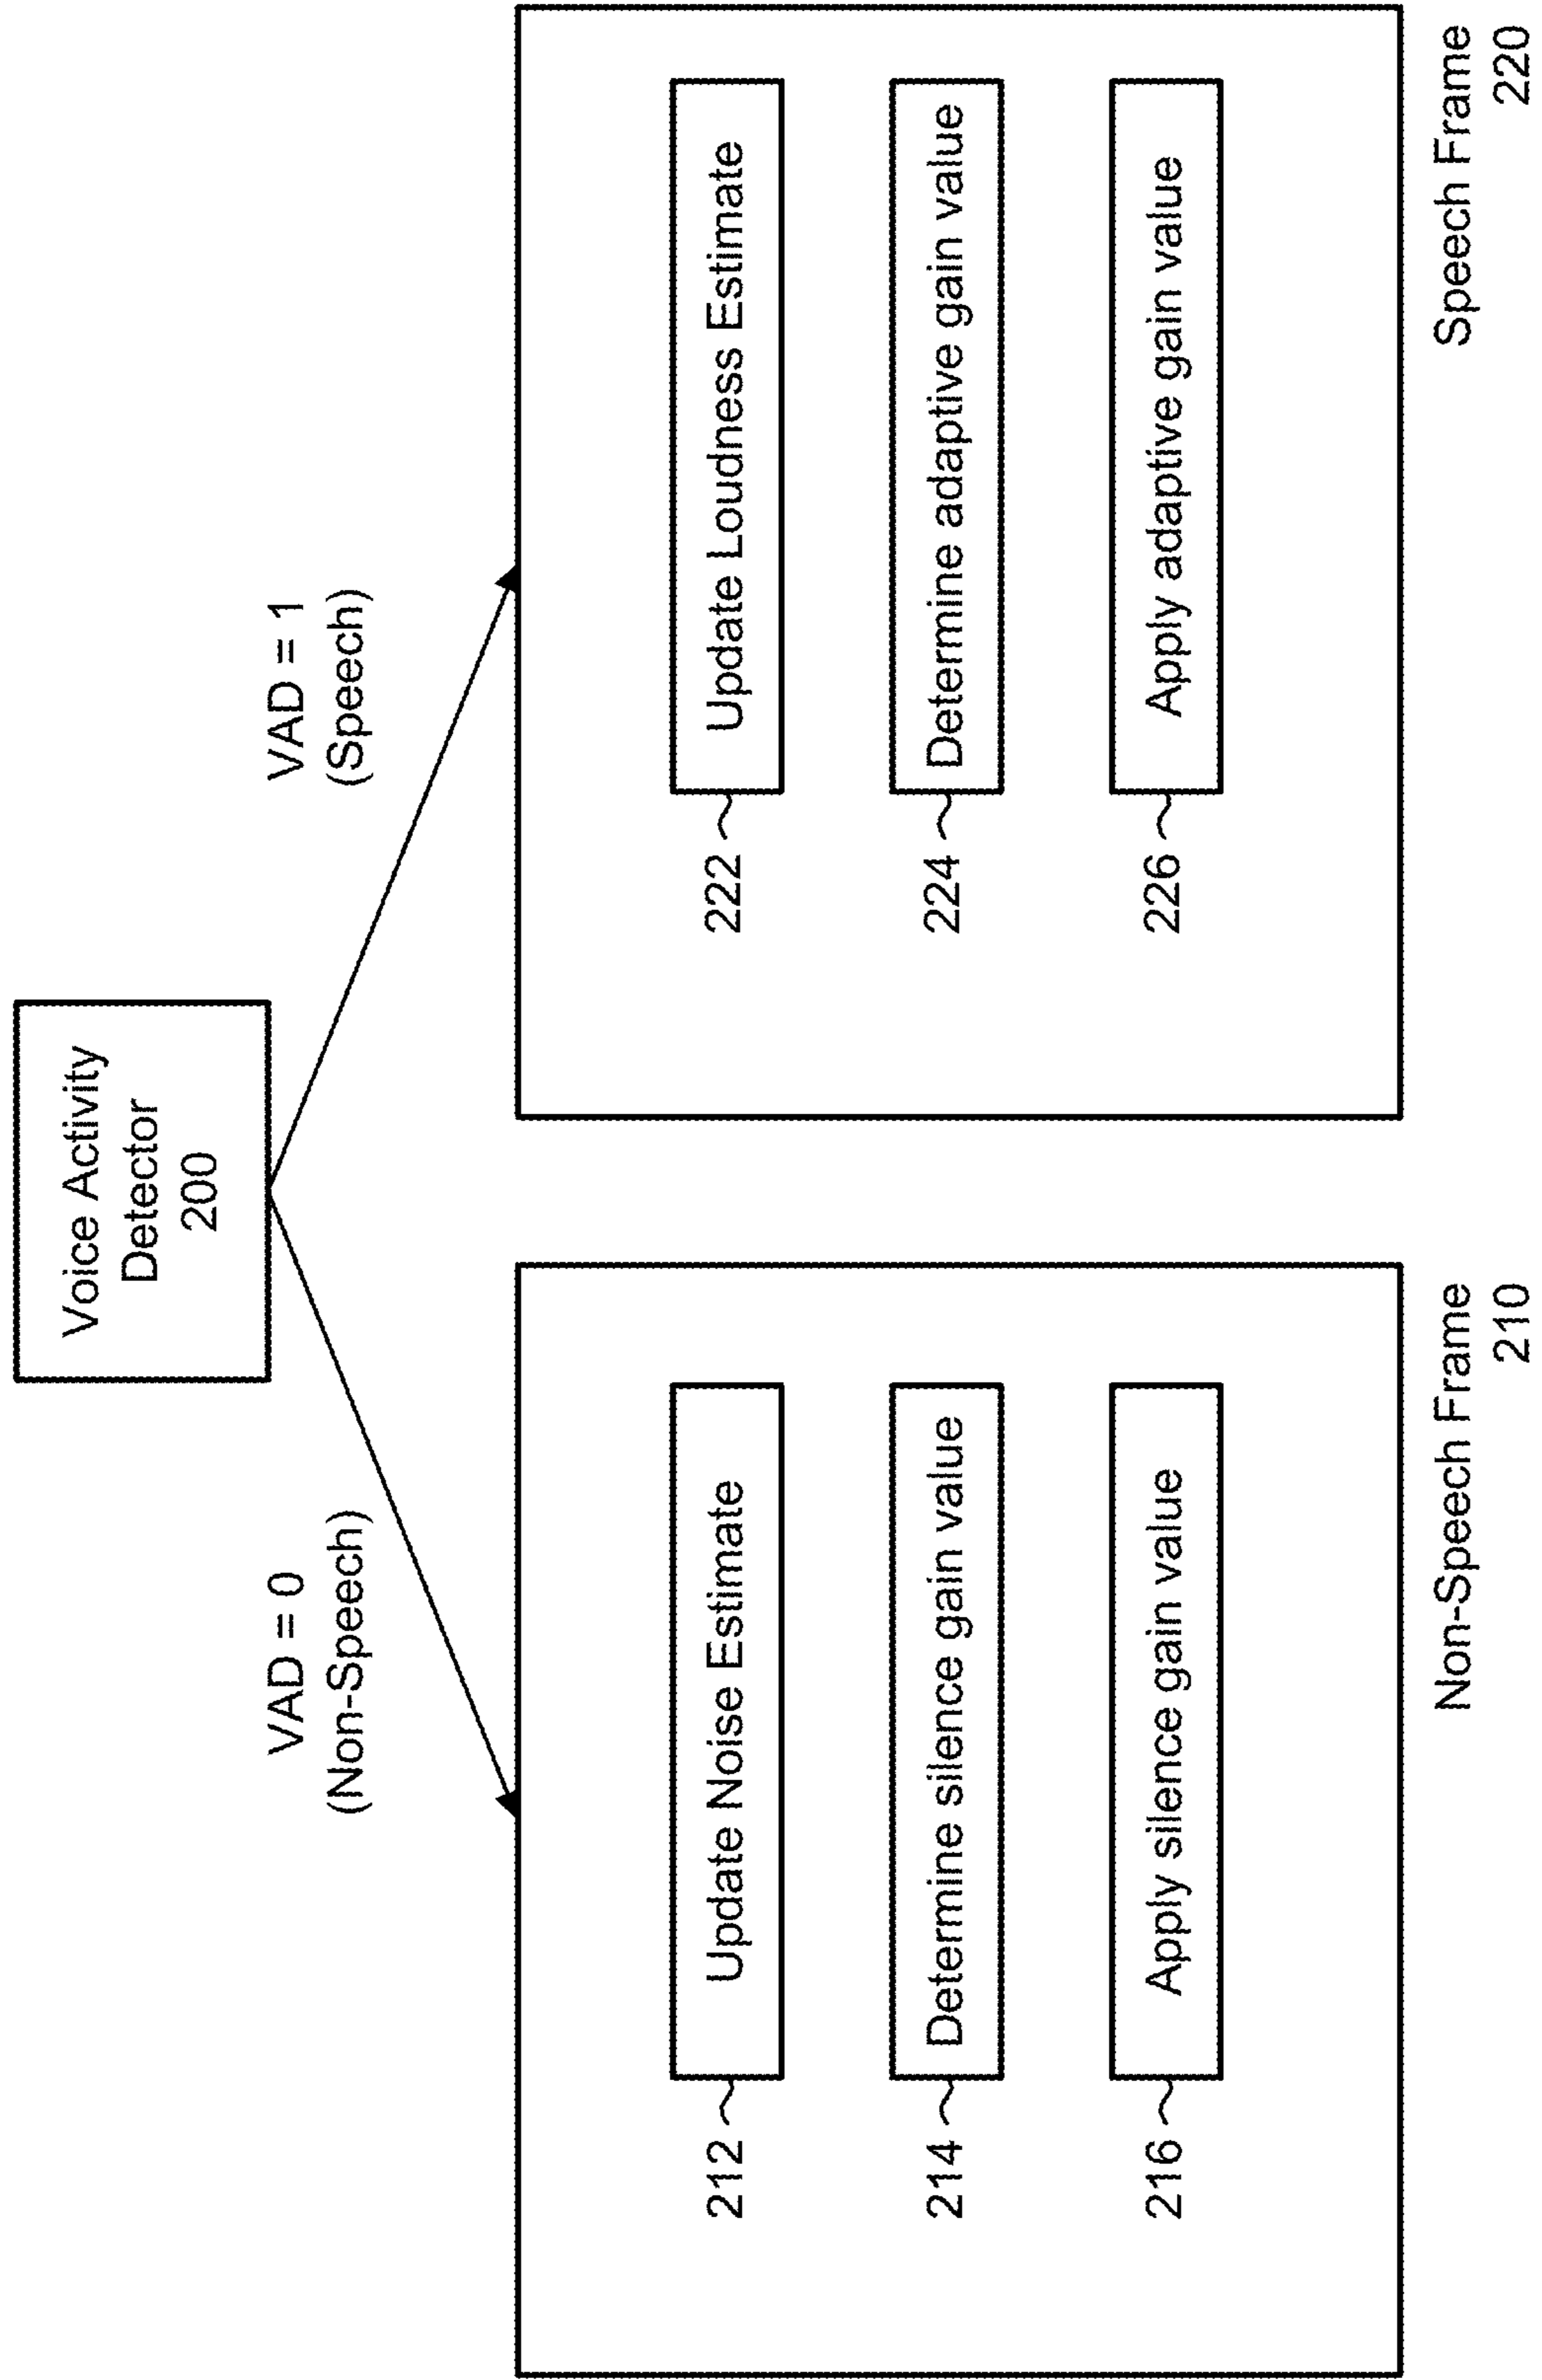 Voice Activity
Detector
200
VAD = 0
(Non-Speech)
VAD = 1
(Speech)
212
Update Noise Estimate
214
Determine silence gain value
216
Apply silence gain value
Non-Speech Frame
210
222
Update Loudness Estimate
224
Determine adaptive gain value
226
Apply adaptive gain value
Speech Frame
220